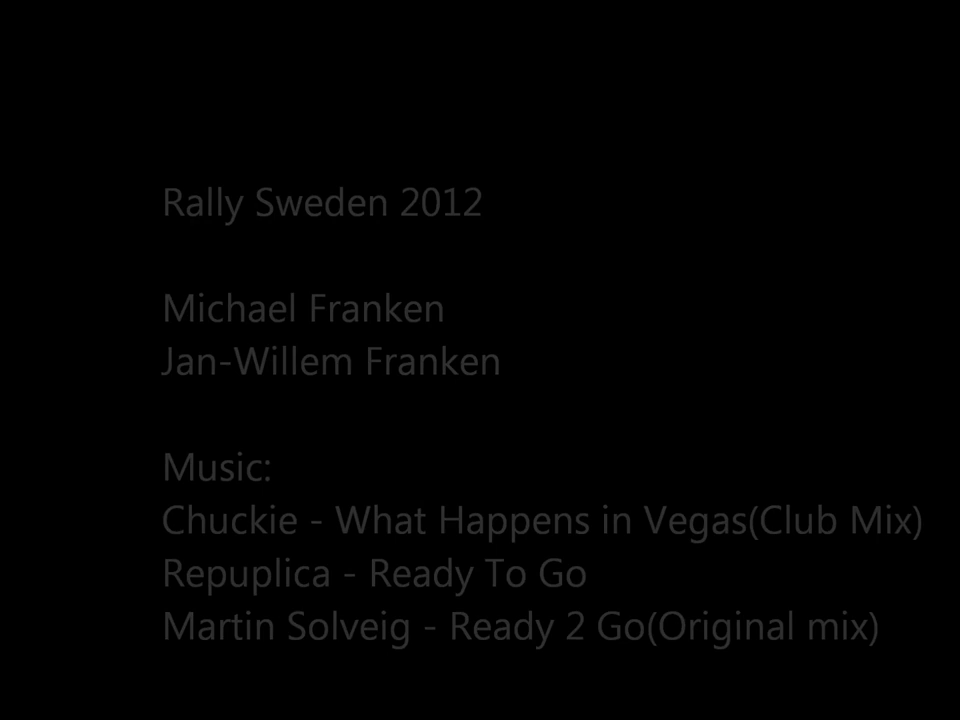 Rally Sweden 2012
Michael Franken
Jan-Willem Franken
Music:
Chuckie - What Happens in Vegas(Club Mix)
Repuplica - Ready To Go
Martin Solveig - Ready 2 Go(Original mix)